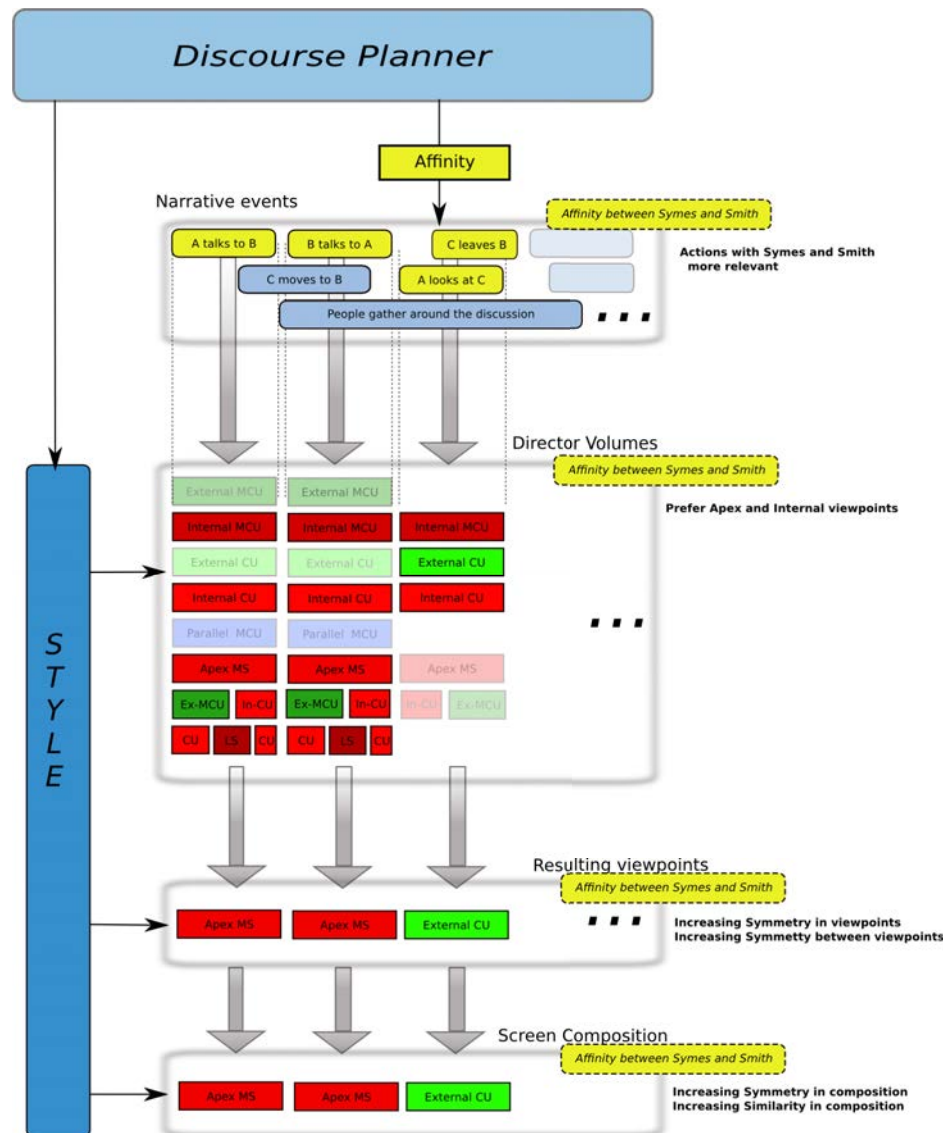 Discourse Planner
Affinity
Narrative events
Affinity between Symes and Smith
A talks to B
B talks to A
C leaves B
Actions with Symes and Smith
more relevant
C moves to B
A looks at C
People gather around the discussion
...
Director Volumes
Affinity between Symes and Smith
External MCU
External MCU
Prefer Apex and Internal viewpoints
Internal MCU
Internal MCU
Internal MCU
External CU
External CU
External CU
Internal CU
Internal CU
Internal CU
...
Parallel MCU
Parallel MCU
Apex MS
Apex MS
Apex MS
Ex-MCU
In-CU
Ex-MCU
In-CU
In-CU
Ex-MCU
CU
LS
CU
CU
LS
CU
STYLE
Resulting viewpoints
Affinity between Symes and Smith
Apex MS
Apex MS
External CU
...
Increasing Symmetry in viewpoints
Increasing Symmetty between viewpoints
Screen Composition
Affinity between Symes and Smith
Apex MS
Apex MS
External CU
Increasing Symmetry in composition
Increasing Similarity in composition